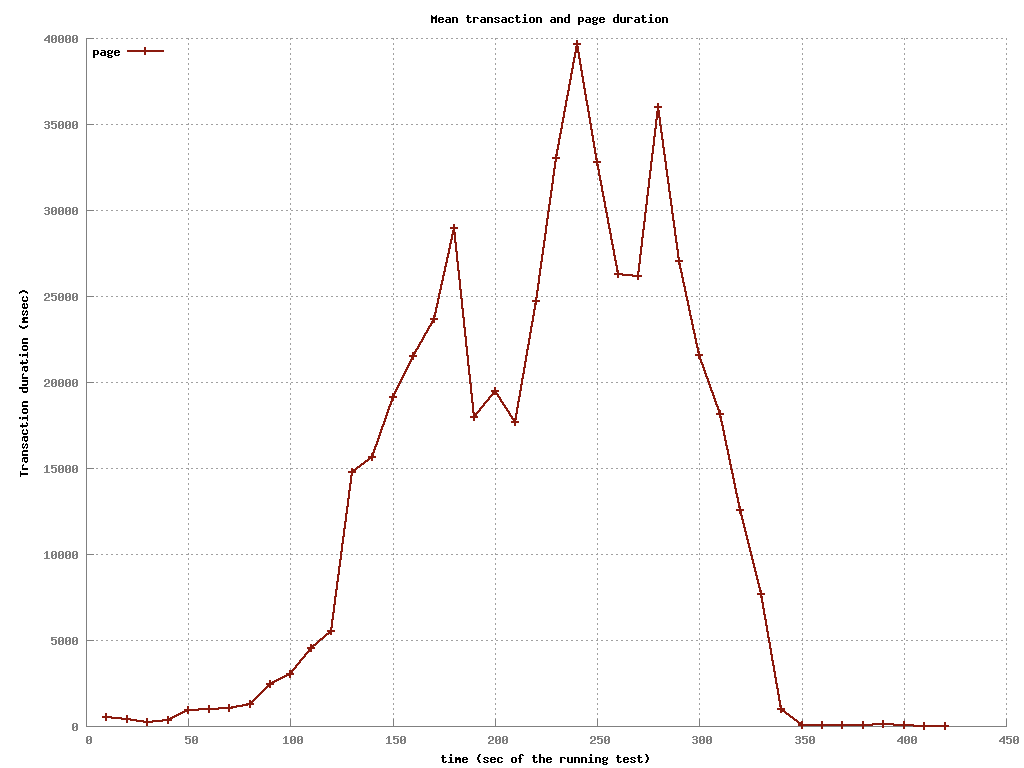 Mean transaction and page duration
page
40000
35000
30000
25000
20000
15000
10000
5000
0
Transaction duration (msec)
0 50 100 150 200 250 300 350 400 450
time (sec of the running test)